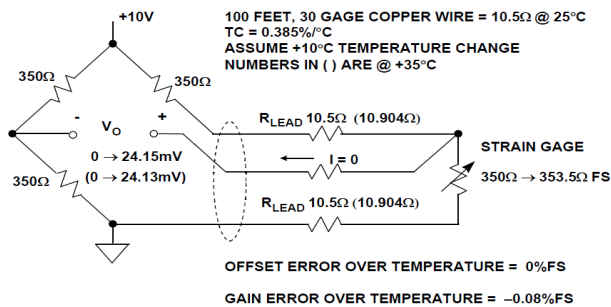 +10V
100 FEET, 30 GAGE COPPER WIRE = 10.5Ω @ 25°C
TC = 0.385%/°C
ASSUME +10°C TEMPERATURE CHANGE
NUMBERS IN ( ) ARE @ +35°C
350Ω
350Ω
- VO +
0 → 24.15mV
(0 → 24.13mV)
350Ω
RLEAD 10.5Ω (10.904Ω)
I = 0
STRAIN GAGE
350Ω → 353.5Ω FS
RLEAD 10.5Ω (10.904Ω)
OFFSET ERROR OVER TEMPERATURE = 0%FS
GAIN ERROR OVER TEMPERATURE = –0.08%FS